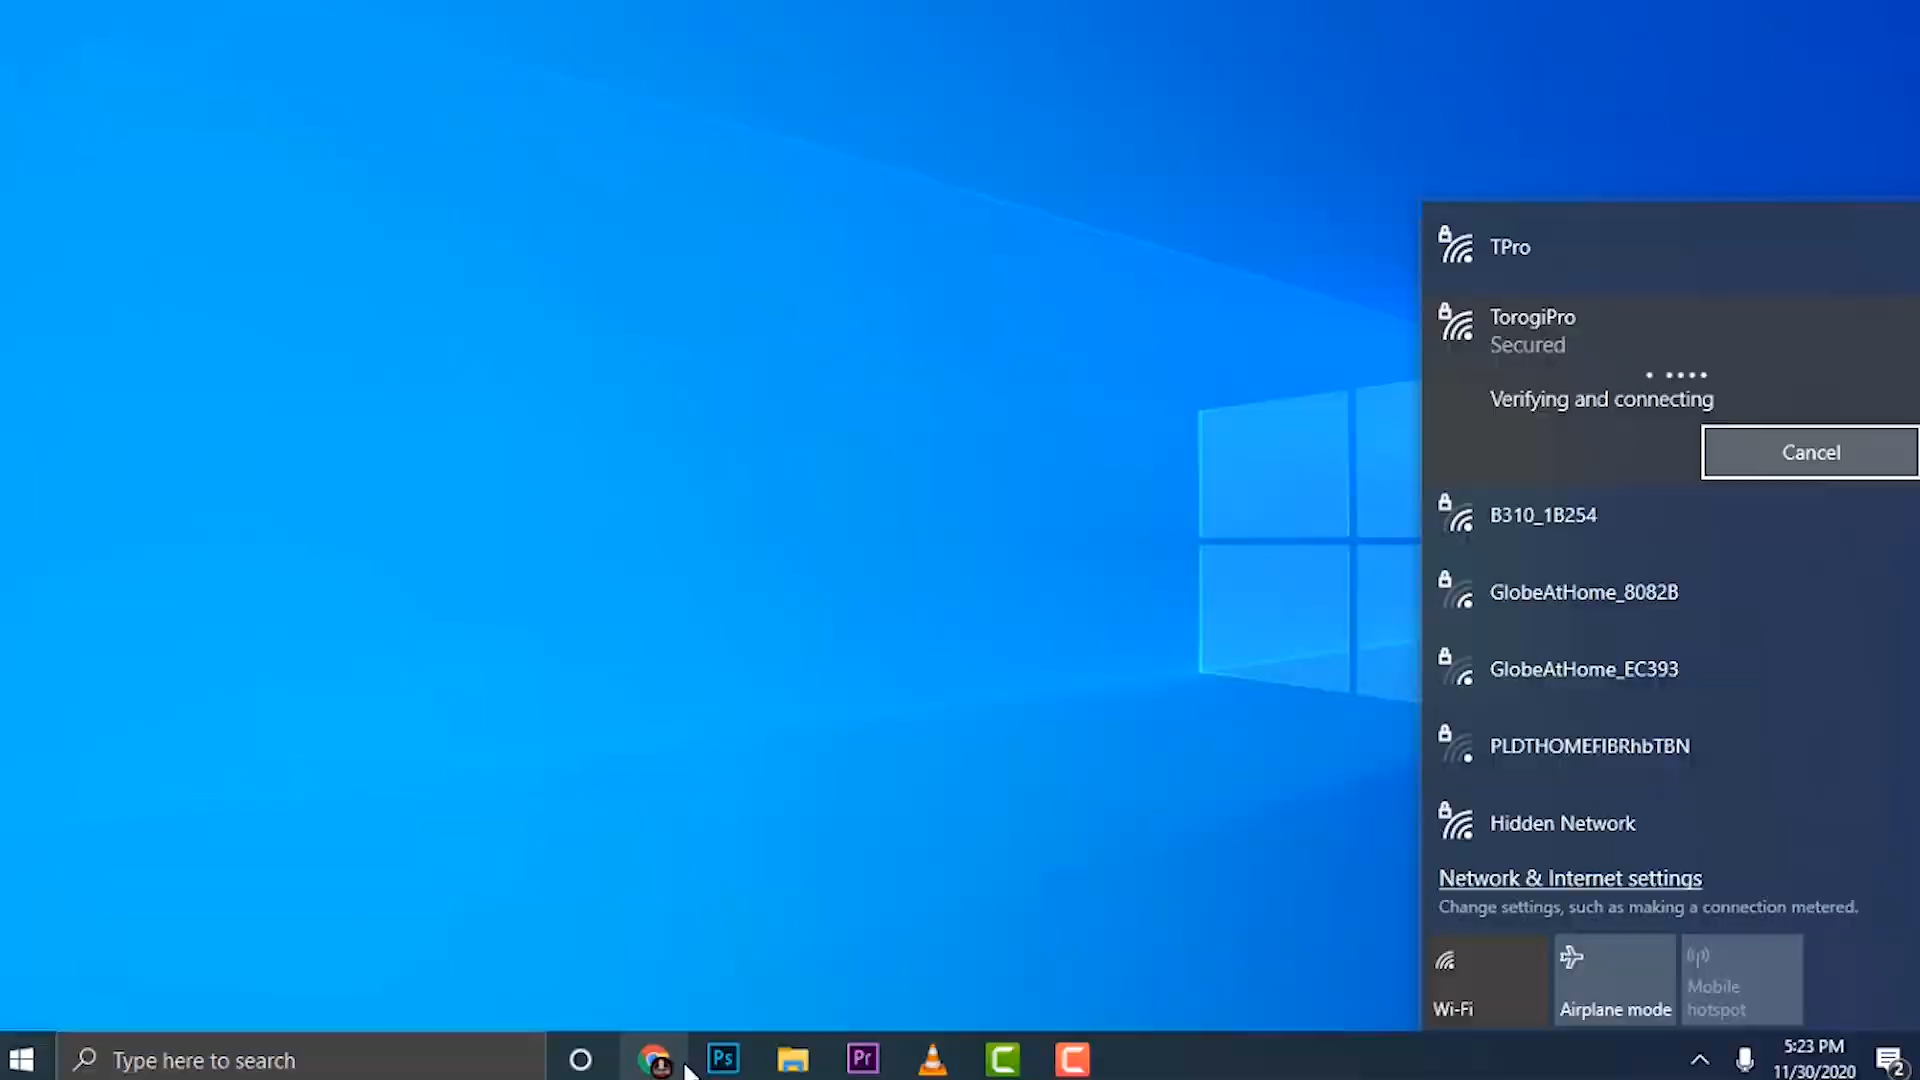 TPro
TorogiPro
Secured
Verifying and connecting
Cancel
B310_1B254
GlobeAtHome_8082B
GlobeAtHome_EC393
PLDTHOMEFIBRhbTBN
Hidden Network
Network & Internet settings
Change settings, such as making a connection metered.
Wi-Fi
Airplane mode
Mobile
hotspot
Type here to search
Ps
Pr
5:23 PM
11/30/2020
2